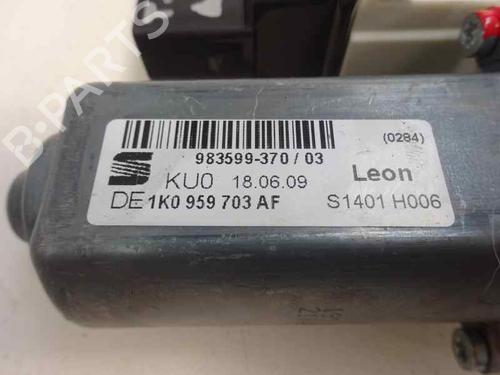 (0284)
983599-370 / 03
KU0 18.06.09 Leon
DE 1K0 959 703 AF S1401 H006
B-PARTS